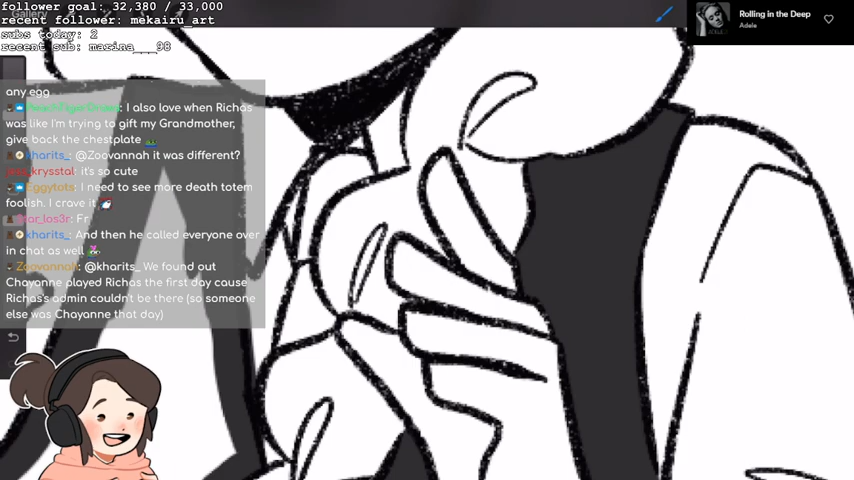 follower goal: 32,380 / 33,000
recent follower: mekairu_art
subs today: 2
recent sub: marina___98
Rolling in the Deep
Adele
any egg
I also love when Richas
was like I'm trying to gift my Grandmother,
give back the chestplate
kharits_: @Zoovannah it was different?
krysstal: it's so cute
Eggytots: I need to see more death totem
foolish. I crave it
Fr
kharits_: And then he called everyone over
in chat as well
Zoovannah: @kharits_ We found out
Chayanne played Richas the first day cause
Richas's admin couldn't be there (so someone
else was Chayanne that day)